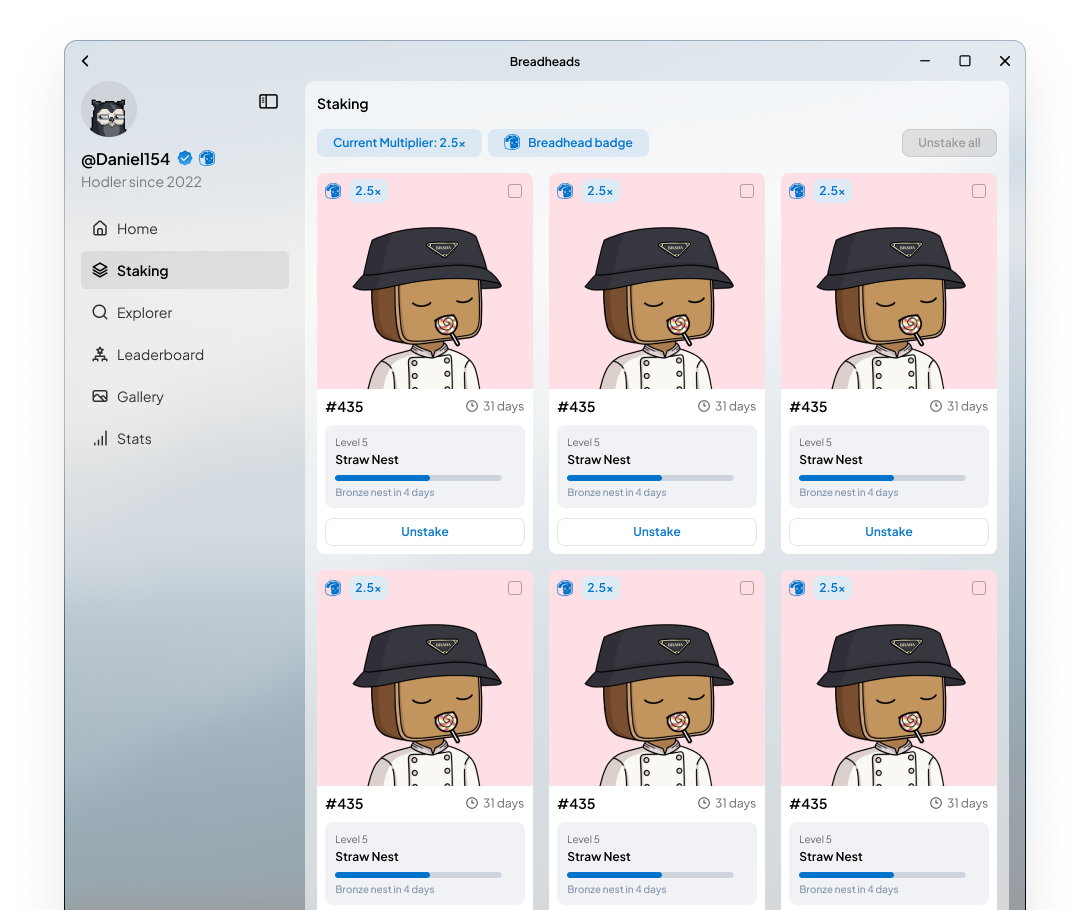 Breadheads
@Daniel154
Hodler since 2022
Home
Staking
Explorer
Leaderboard
Gallery
Stats
Staking
Current Multiplier: 2.5×
Breadhead badge
Unstake all
2.5×
2.5×
2.5×
#435
31 days
#435
31 days
#435
31 days
Level 5
Straw Nest
Bronze nest in 4 days
Level 5
Straw Nest
Bronze nest in 4 days
Level 5
Straw Nest
Bronze nest in 4 days
Unstake
Unstake
Unstake
2.5×
2.5×
2.5×
#435
31 days
#435
31 days
#435
31 days
Level 5
Straw Nest
Bronze nest in 4 days
Level 5
Straw Nest
Bronze nest in 4 days
Level 5
Straw Nest
Bronze nest in 4 days